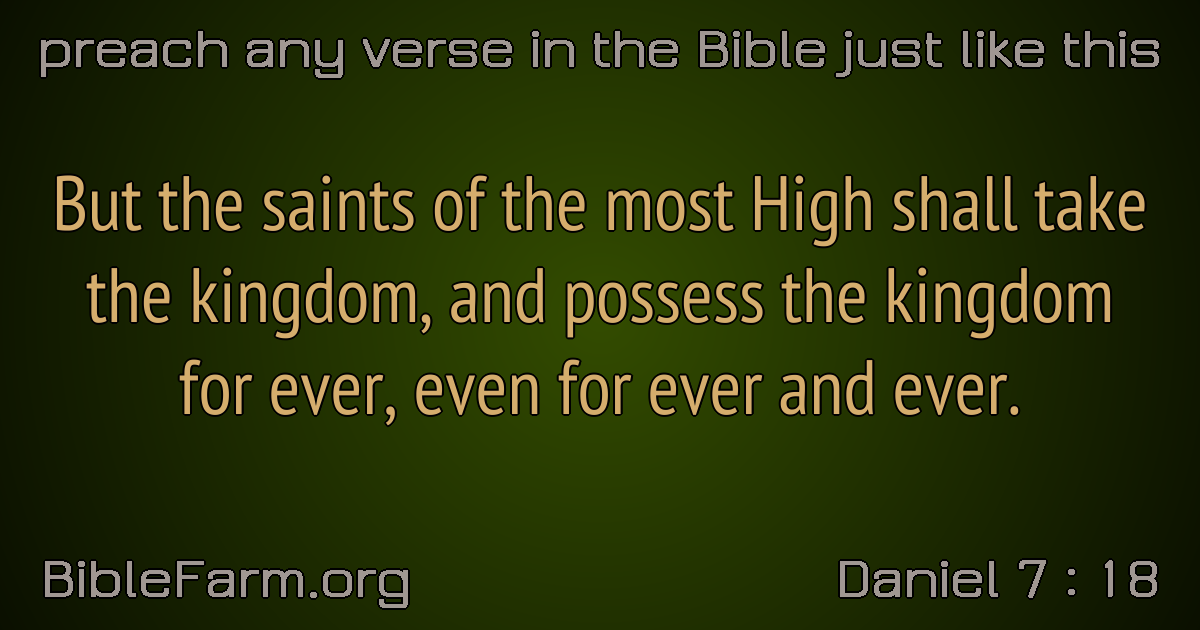 preach any verse in the Bible just like this
But the saints of the most High shall take
the kingdom, and possess the kingdom
for ever, even for ever and ever.
BibleFarm.org
Daniel 7 : 18